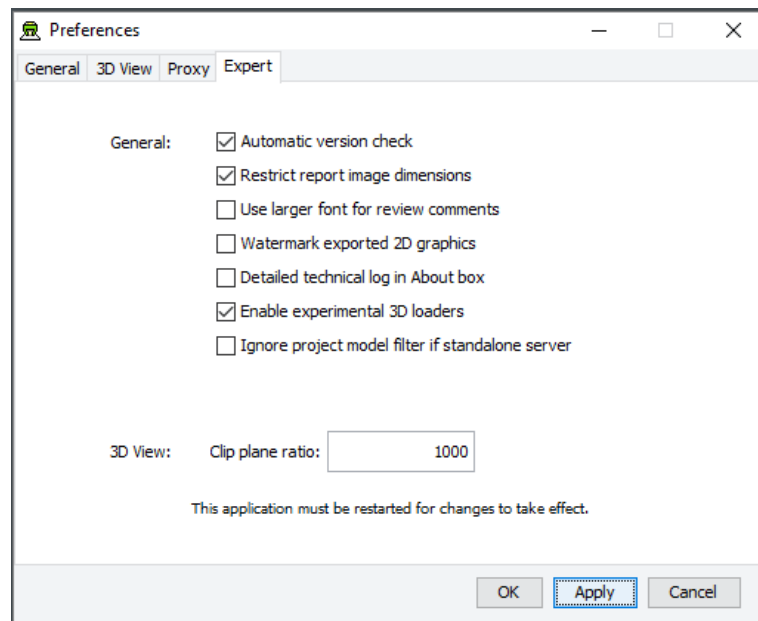 Preferences
General 3D View Proxy Expert
General: Automatic version check
Restrict report image dimensions
Use larger font for review comments
Watermark exported 2D graphics
Detailed technical log in About box
Enable experimental 3D loaders
Ignore project model filter if standalone server
3D View: Clip plane ratio: 1000
This application must be restarted for changes to take effect.
OK Apply Cancel